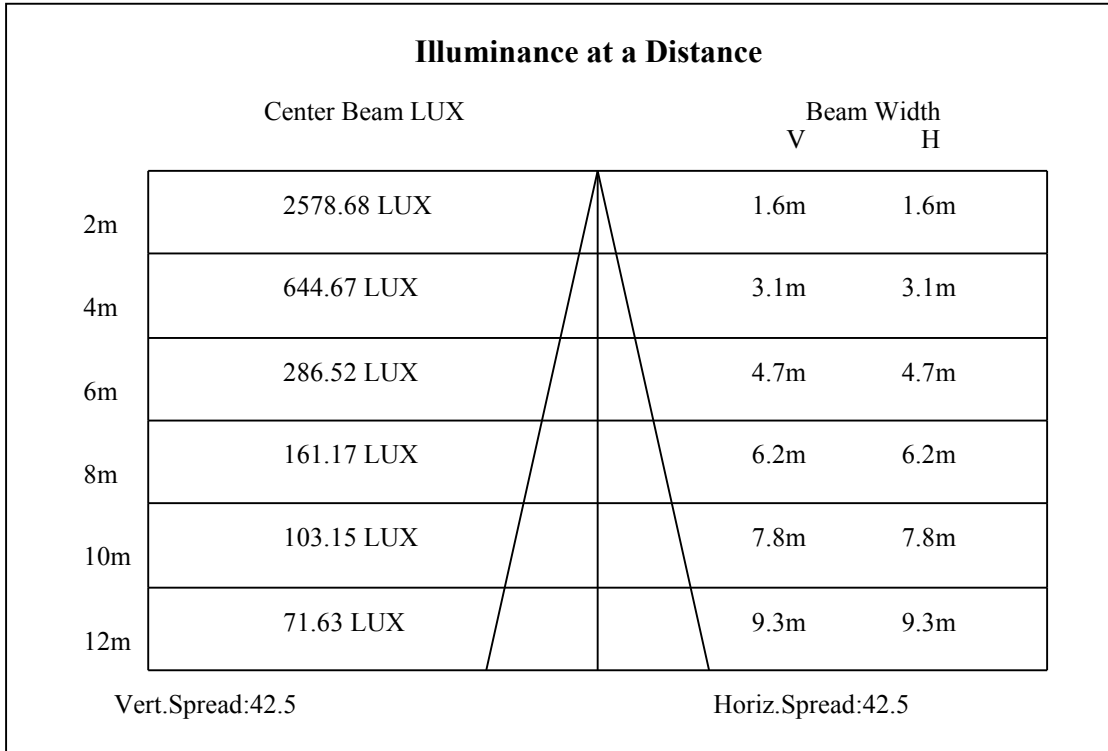 Illuminance at a Distance
Center Beam LUX Beam Width
V H
2m 2578.68 LUX 1.6m 1.6m
4m 644.67 LUX 3.1m 3.1m
6m 286.52 LUX 4.7m 4.7m
8m 161.17 LUX 6.2m 6.2m
10m 103.15 LUX 7.8m 7.8m
12m 71.63 LUX 9.3m 9.3m
Vert.Spread:42.5 Horiz.Spread:42.5